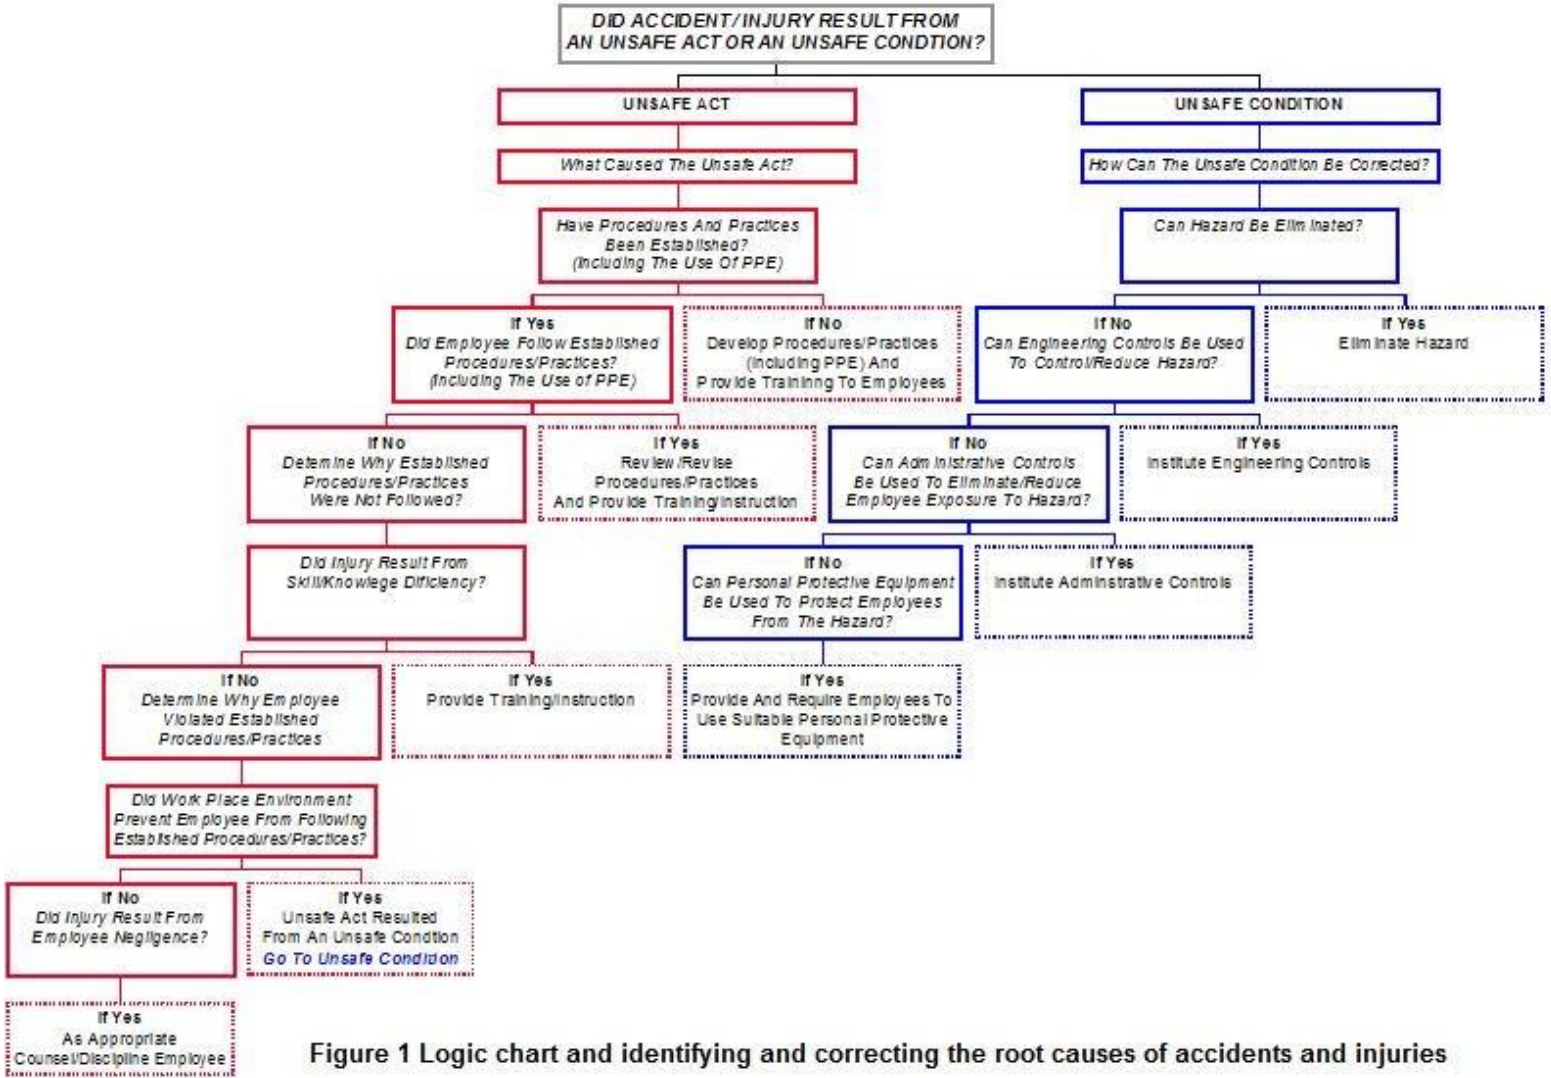 DID ACCIDENT/INJURY RESULT FROM
AN UNSAFE ACT OR AN UNSAFE CONDTION?
UNSAFE ACT
UNSAFE CONDITION
What Caused The Unsafe Act?
How Can The Unsafe Condition Be Corrected?
Have Procedures And Practices
Been Established?
(Including The Use Of PPE)
Can Hazard Be Eliminated?
If Yes
Did Employee Follow Established
Procedures/Practices?
(Including The Use of PPE)
If No
Develop Procedures/Practices
(Including PPE) And
Provide Traininng To Employees
If No
Can Engineering Controls Be Used
To Control/Reduce Hazard?
If Yes
Eliminate Hazard
If No
Detemine Why Established
Procedures/Practices
Were Not Followed?
If Yes
Review/Revise
Procedures/Practices
And Provide Training/Instruction
If No
Can Administrative Controls
Be Used To Eliminate/Reduce
Employee Exposure To Hazard?
If Yes
Institute Engineering Controls
Did Injury Result From
Skill/Knowlege Dificiency?
If No
Can Personal Protective Equipment
Be Used To Protect Employees
From The Hazard?
If Yes
Institute Adminstrative Controls
If No
Determine Why Employee
Violated Established
Procedures/Practices
If Yes
Provide Training/Instruction
If Yes
Provide And Require Employees To
Use Suitable Personal Protective
Equipment
Did Work Place Environment
Prevent Employee From Following
Established Procedures/Practices?
If No
Did Injury Result From
Employee Negligence?
If Yes
Unsafe Act Resulted
From An Unsafe Condtion
Go To Unsafe Condition
If Yes
As Appropriate
Counsel/Discipline Employee
Figure 1 Logic chart and identifying and correcting the root causes of accidents and injuries